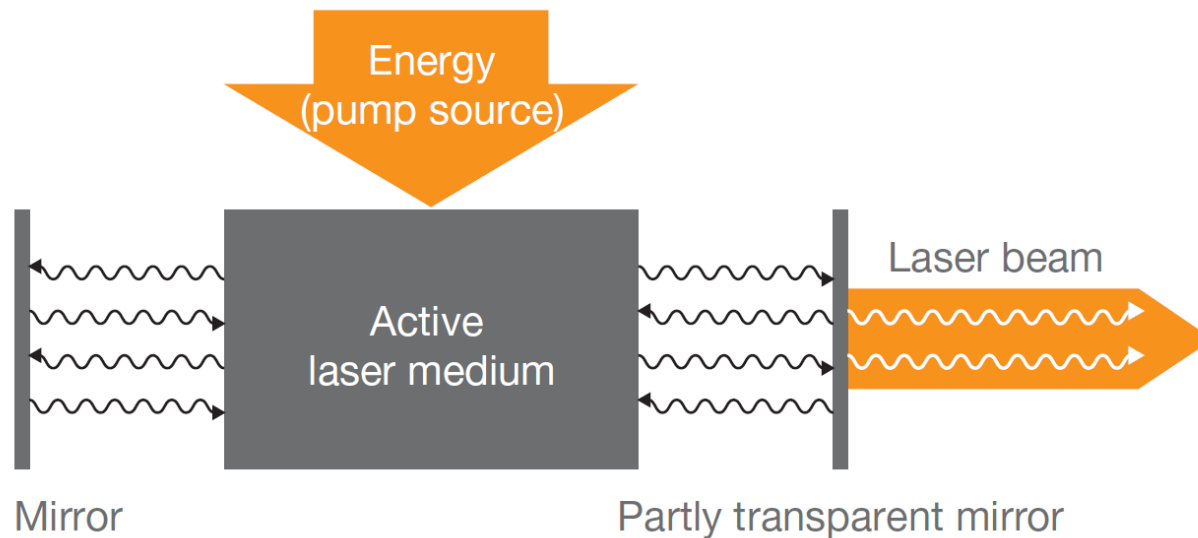 Energy
(pump source)
Laser beam
Active
laser medium
Mirror
Partly transparent mirror